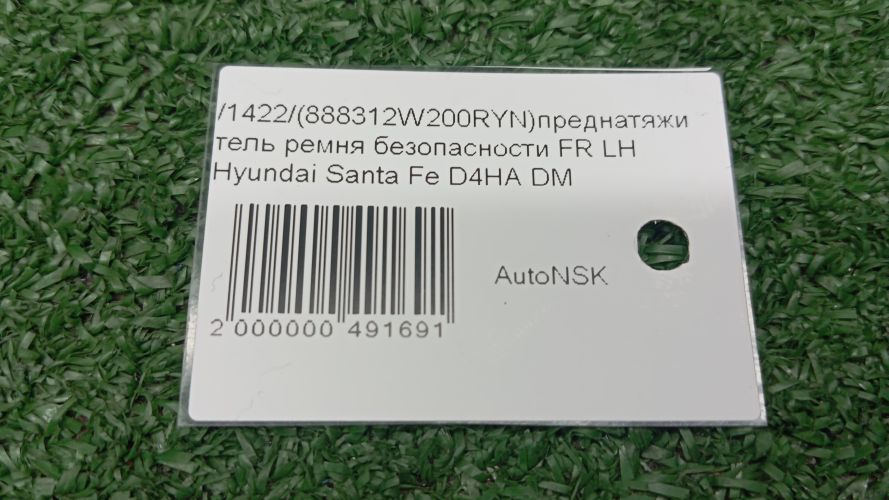 /1422/(888312W200RYN)преднатяжи
тель ремня безопасности FR LH
Hyundai Santa Fe D4HA DM
AutoNSK
2 000000 491691